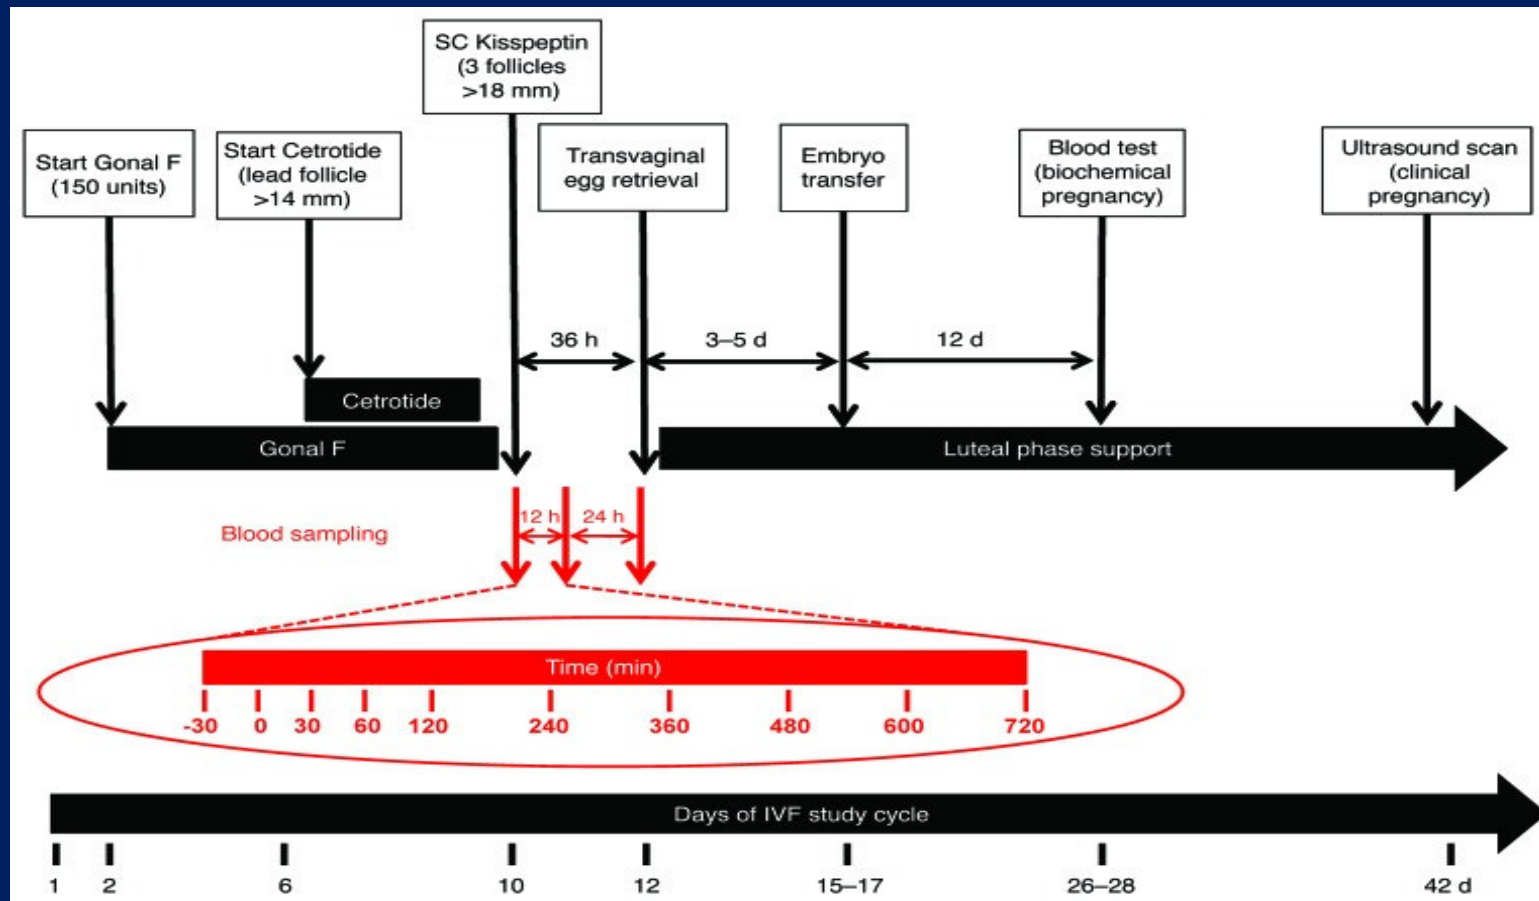 SC Kisspeptin
(3 follicles
>18 mm)
Start Gonal F
(150 units)
Start Cetrotide
(lead follicle
>14 mm)
Transvaginal
egg retrieval
Embryo
transfer
Blood test
(biochemical
pregnancy)
Ultrasound scan
(clinical
pregnancy)
36 h
3–5 d
12 d
Cetrotide
Gonal F
Luteal phase support
Blood sampling
12 h
24 h
Time (min)
-30 0 30 60 120 240 360 480 600 720
Days of IVF study cycle
1 2 6 10 12 15–17 26–28 42 d